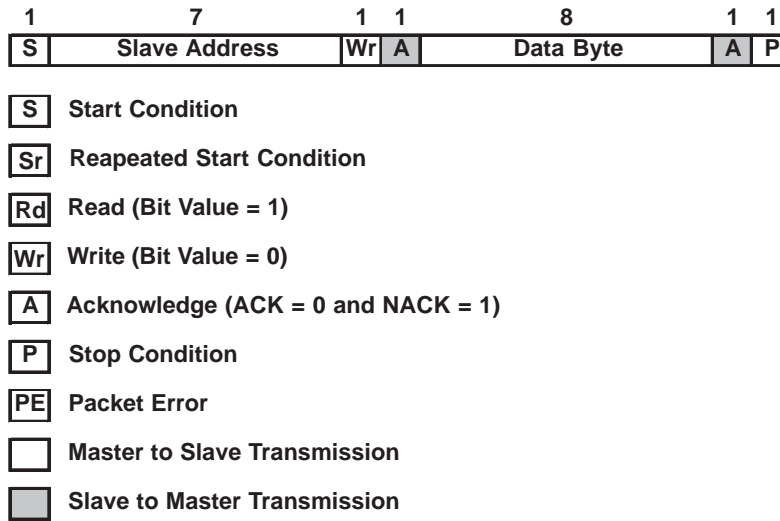 1 7 1 1 8 1 1
S Slave Address Wr A Data Byte A P
S Start Condition
Sr Reapeated Start Condition
Rd Read (Bit Value = 1)
Wr Write (Bit Value = 0)
A Acknowledge (ACK = 0 and NACK = 1)
P Stop Condition
PE Packet Error
Master to Slave Transmission
Slave to Master Transmission